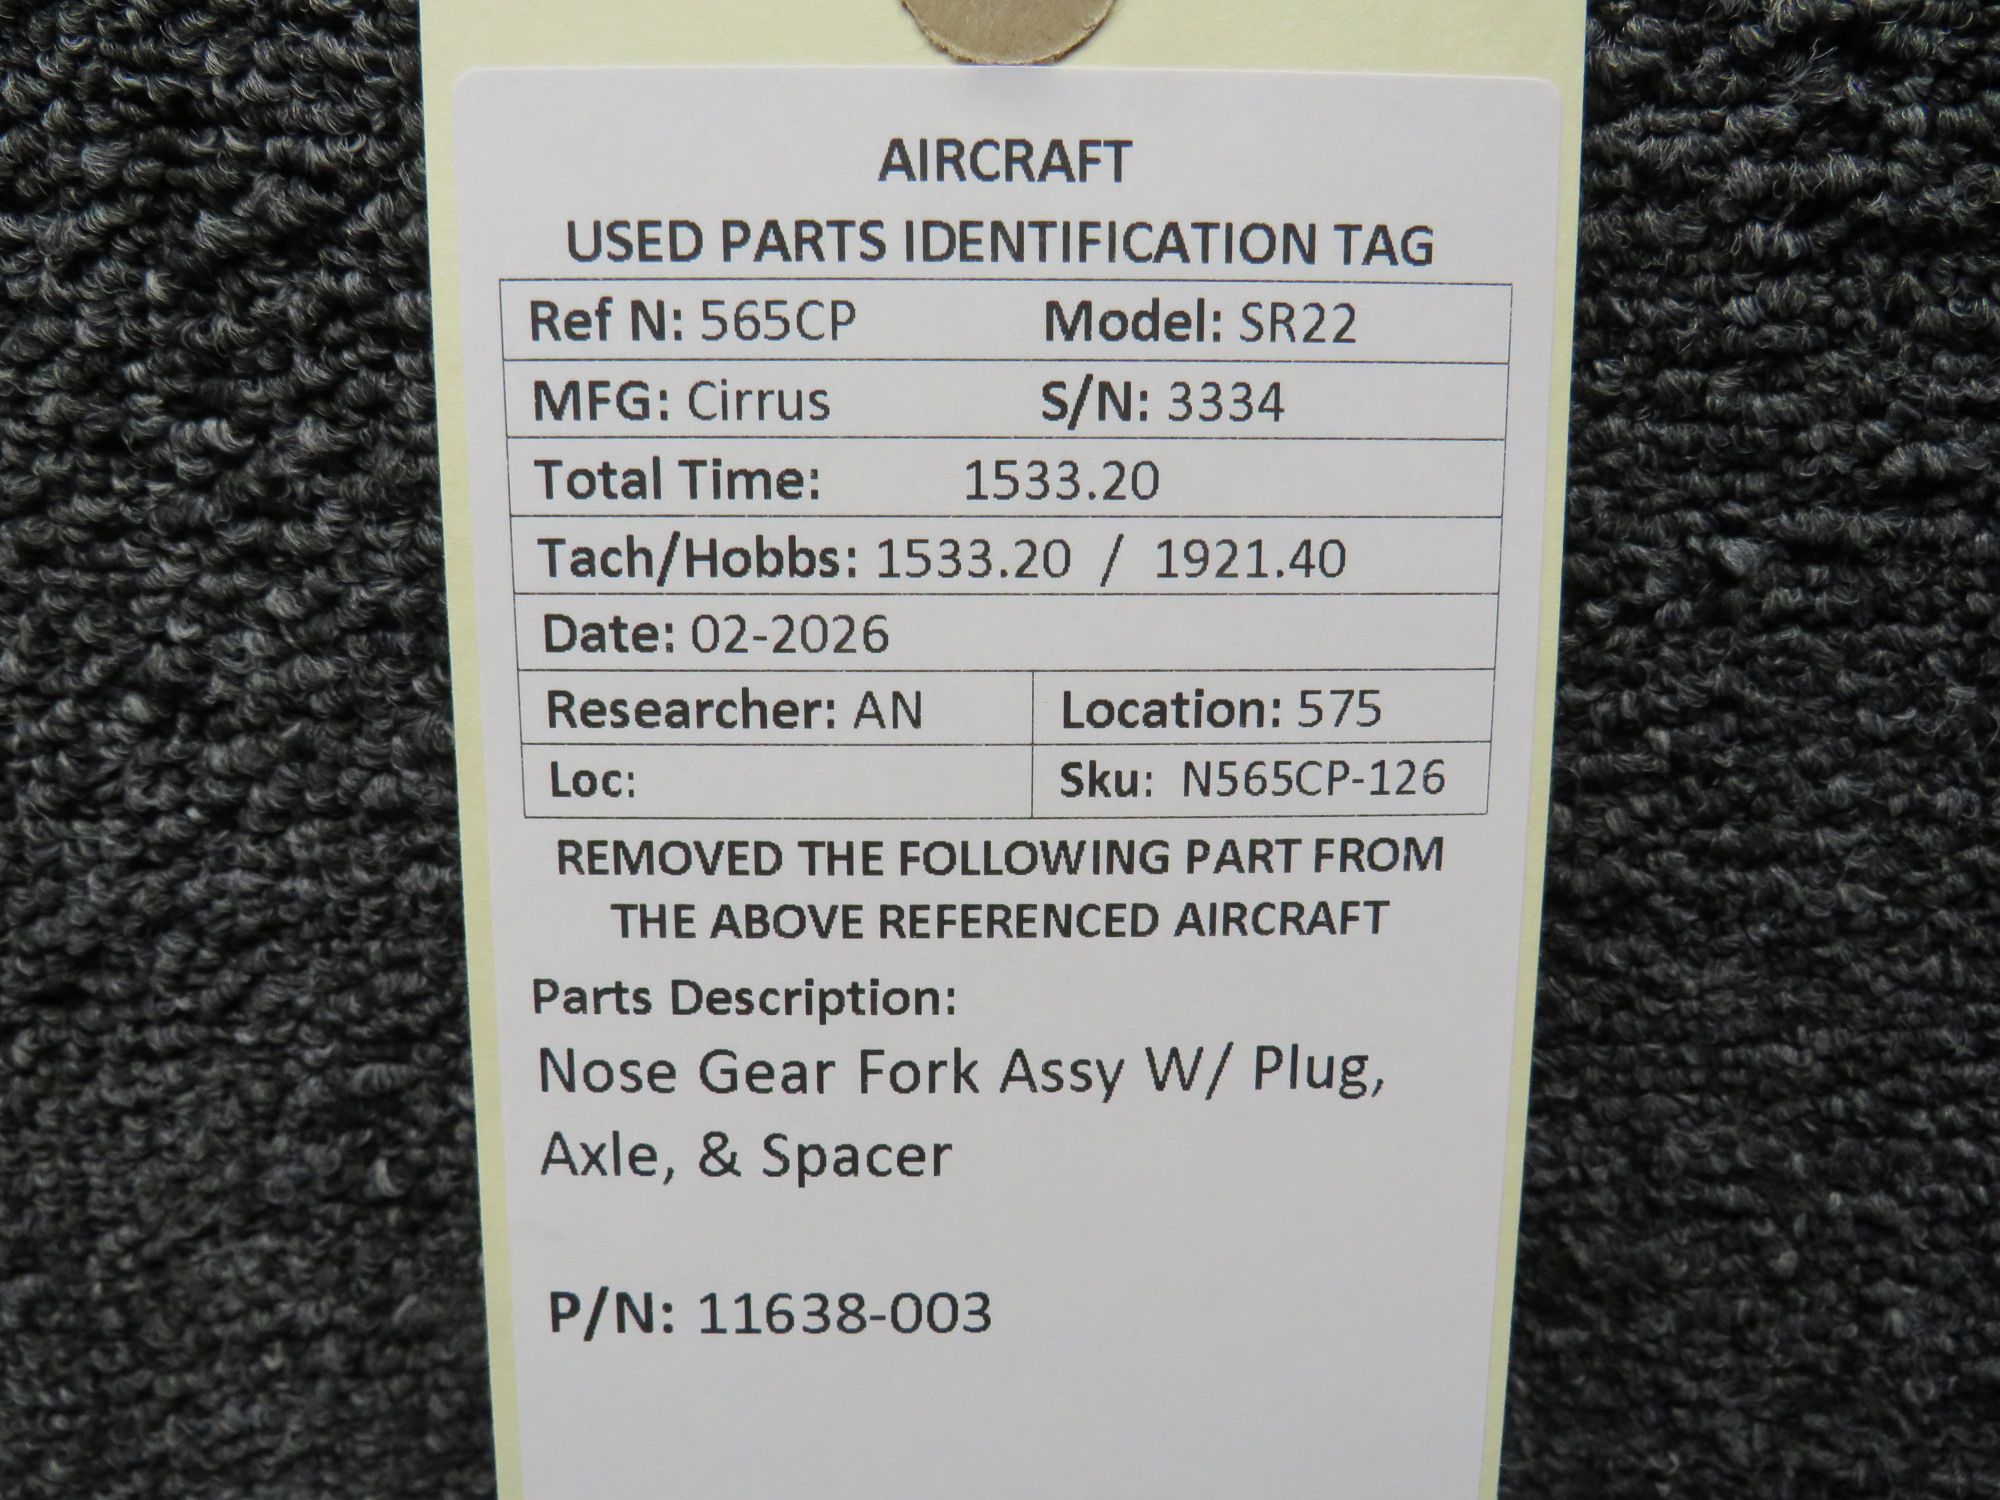 AIRCRAFT
USED PARTS IDENTIFICATION TAG
Ref N: 565CP Model: SR22
MFG: Cirrus S/N: 3334
Total Time: 1533.20
Tach/Hobbs: 1533.20 / 1921.40
Date: 02-2026
Researcher: AN Location: 575
Loc: Sku: N565CP-126
REMOVED THE FOLLOWING PART FROM
THE ABOVE REFERENCED AIRCRAFT
Parts Description:
Nose Gear Fork Assy W/ Plug,
Axle, & Spacer
P/N: 11638-003